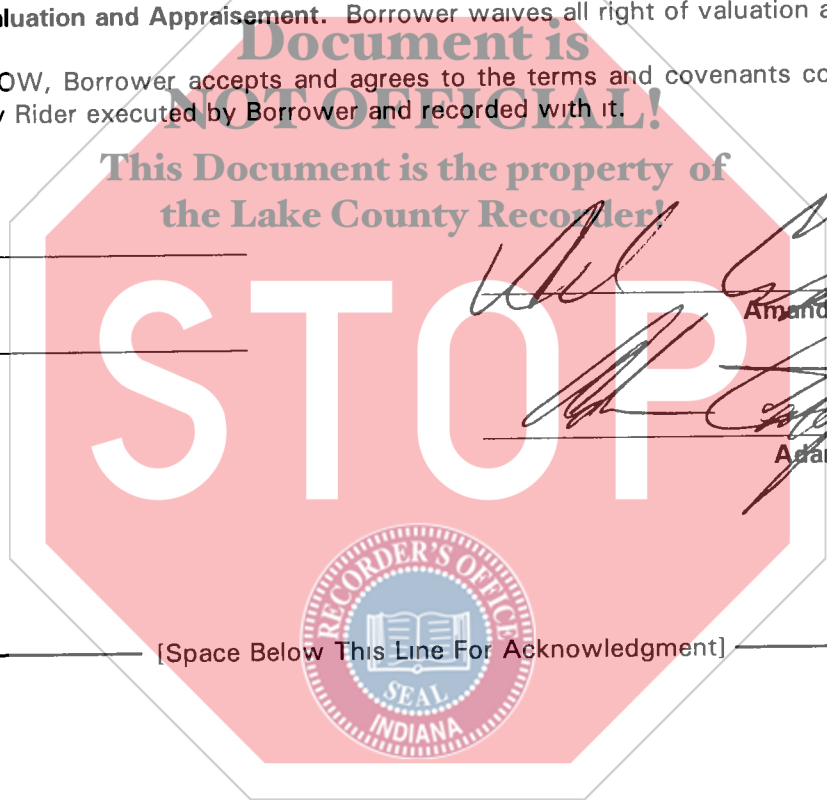 luation and Appraisement. Borrower waives all right of valuation a
Document is
OW, Borrower accepts and agrees to the terms and covenants co
NOT OFFICIAL!
Rider executed by Borrower and recorded with it.
This Document is the property of
the Lake County Recorder!
Amand
STOP
Adar
RECORDER'S OFFICE
[Space Below This Line For Acknowledgment]
SEAL
INDIANA